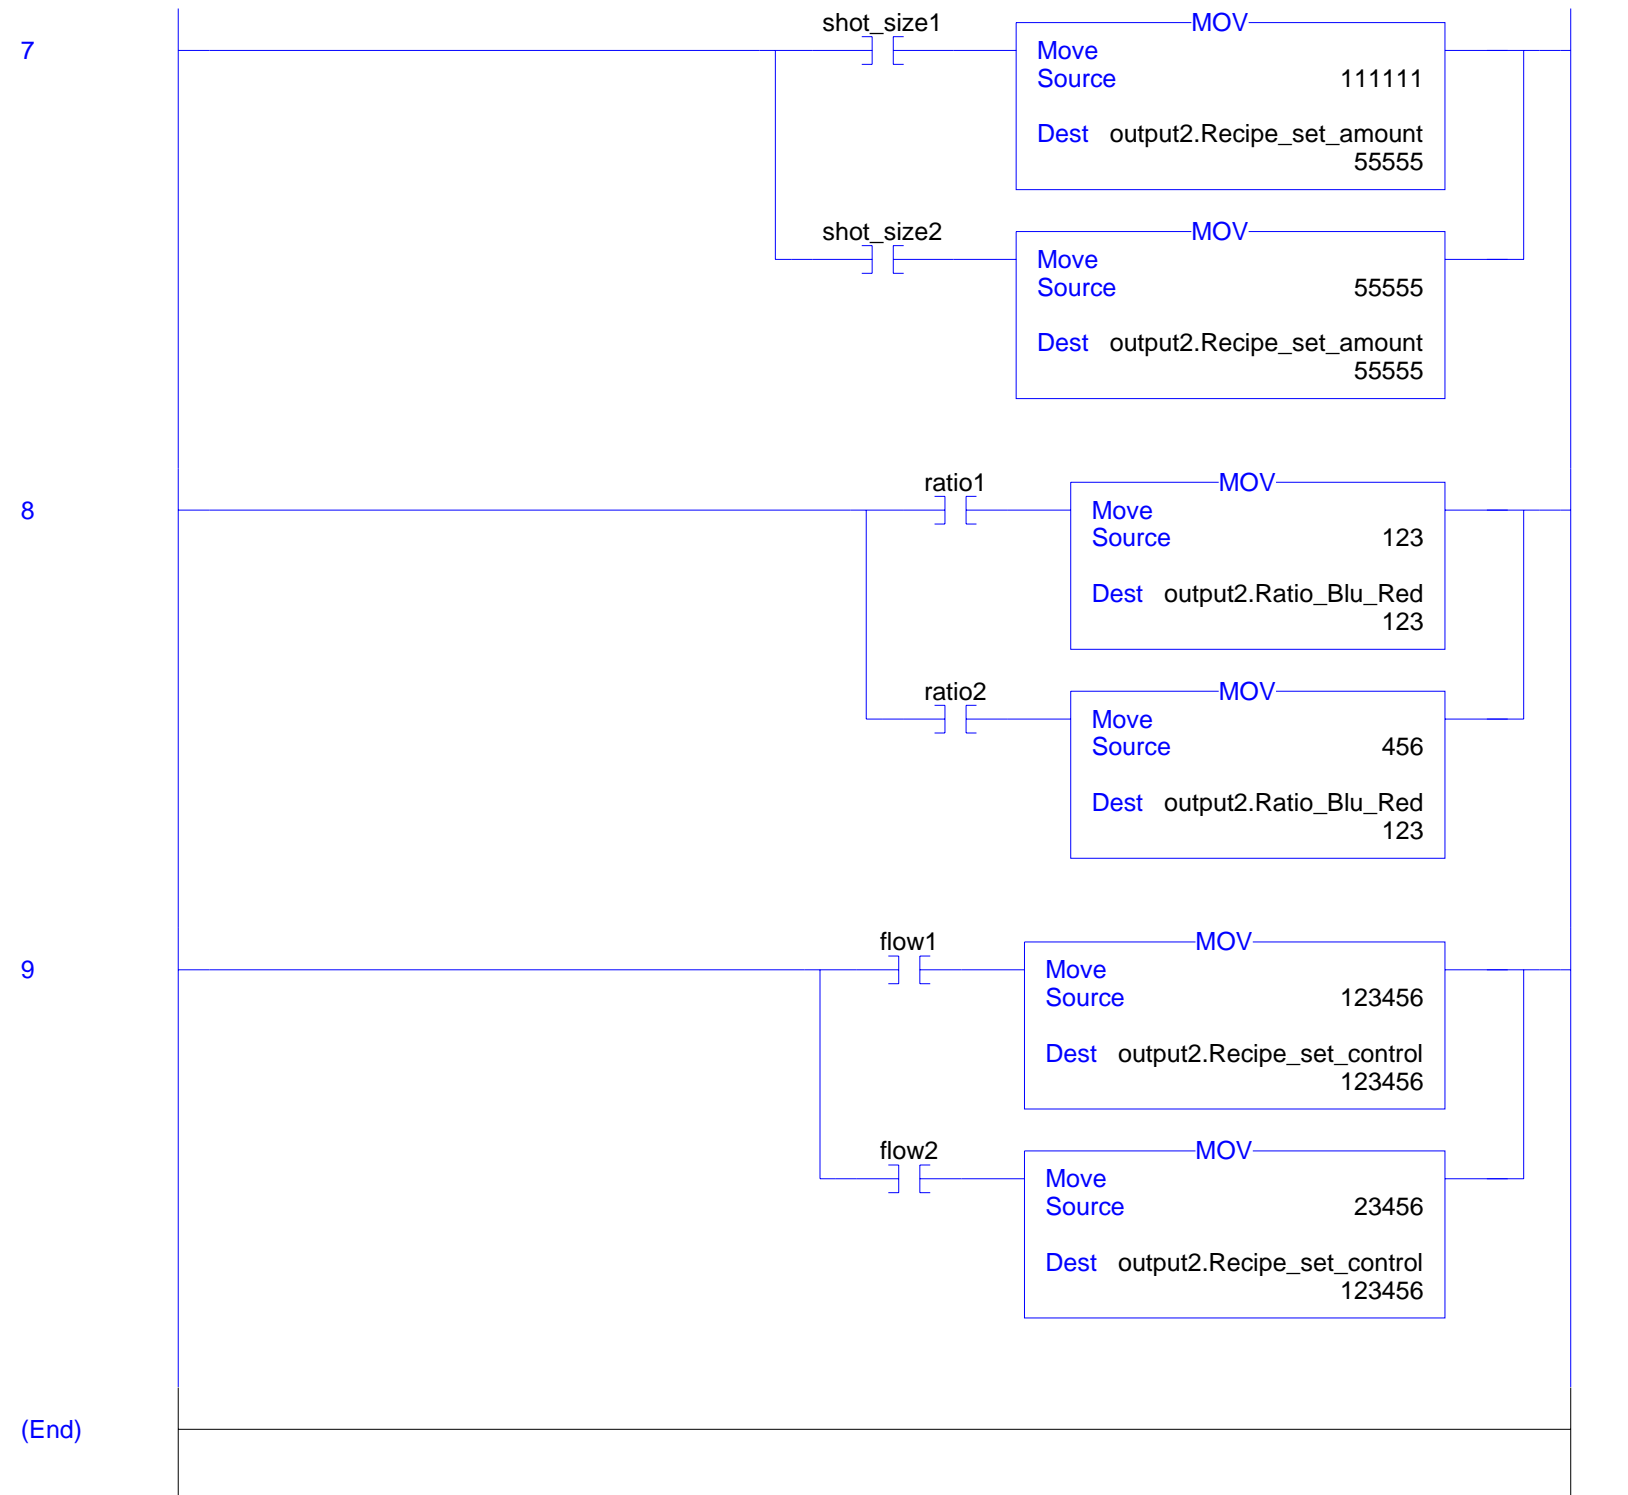 7
shot_size1
MOV
Move
Source 111111
Dest output2.Recipe_set_amount
55555
shot_size2
MOV
Move
Source 55555
Dest output2.Recipe_set_amount
55555
8
ratio1
MOV
Move
Source 123
Dest output2.Ratio_Blu_Red
123
ratio2
MOV
Move
Source 456
Dest output2.Ratio_Blu_Red
123
9
flow1
MOV
Move
Source 123456
Dest output2.Recipe_set_control
123456
flow2
MOV
Move
Source 23456
Dest output2.Recipe_set_control
123456
(End)